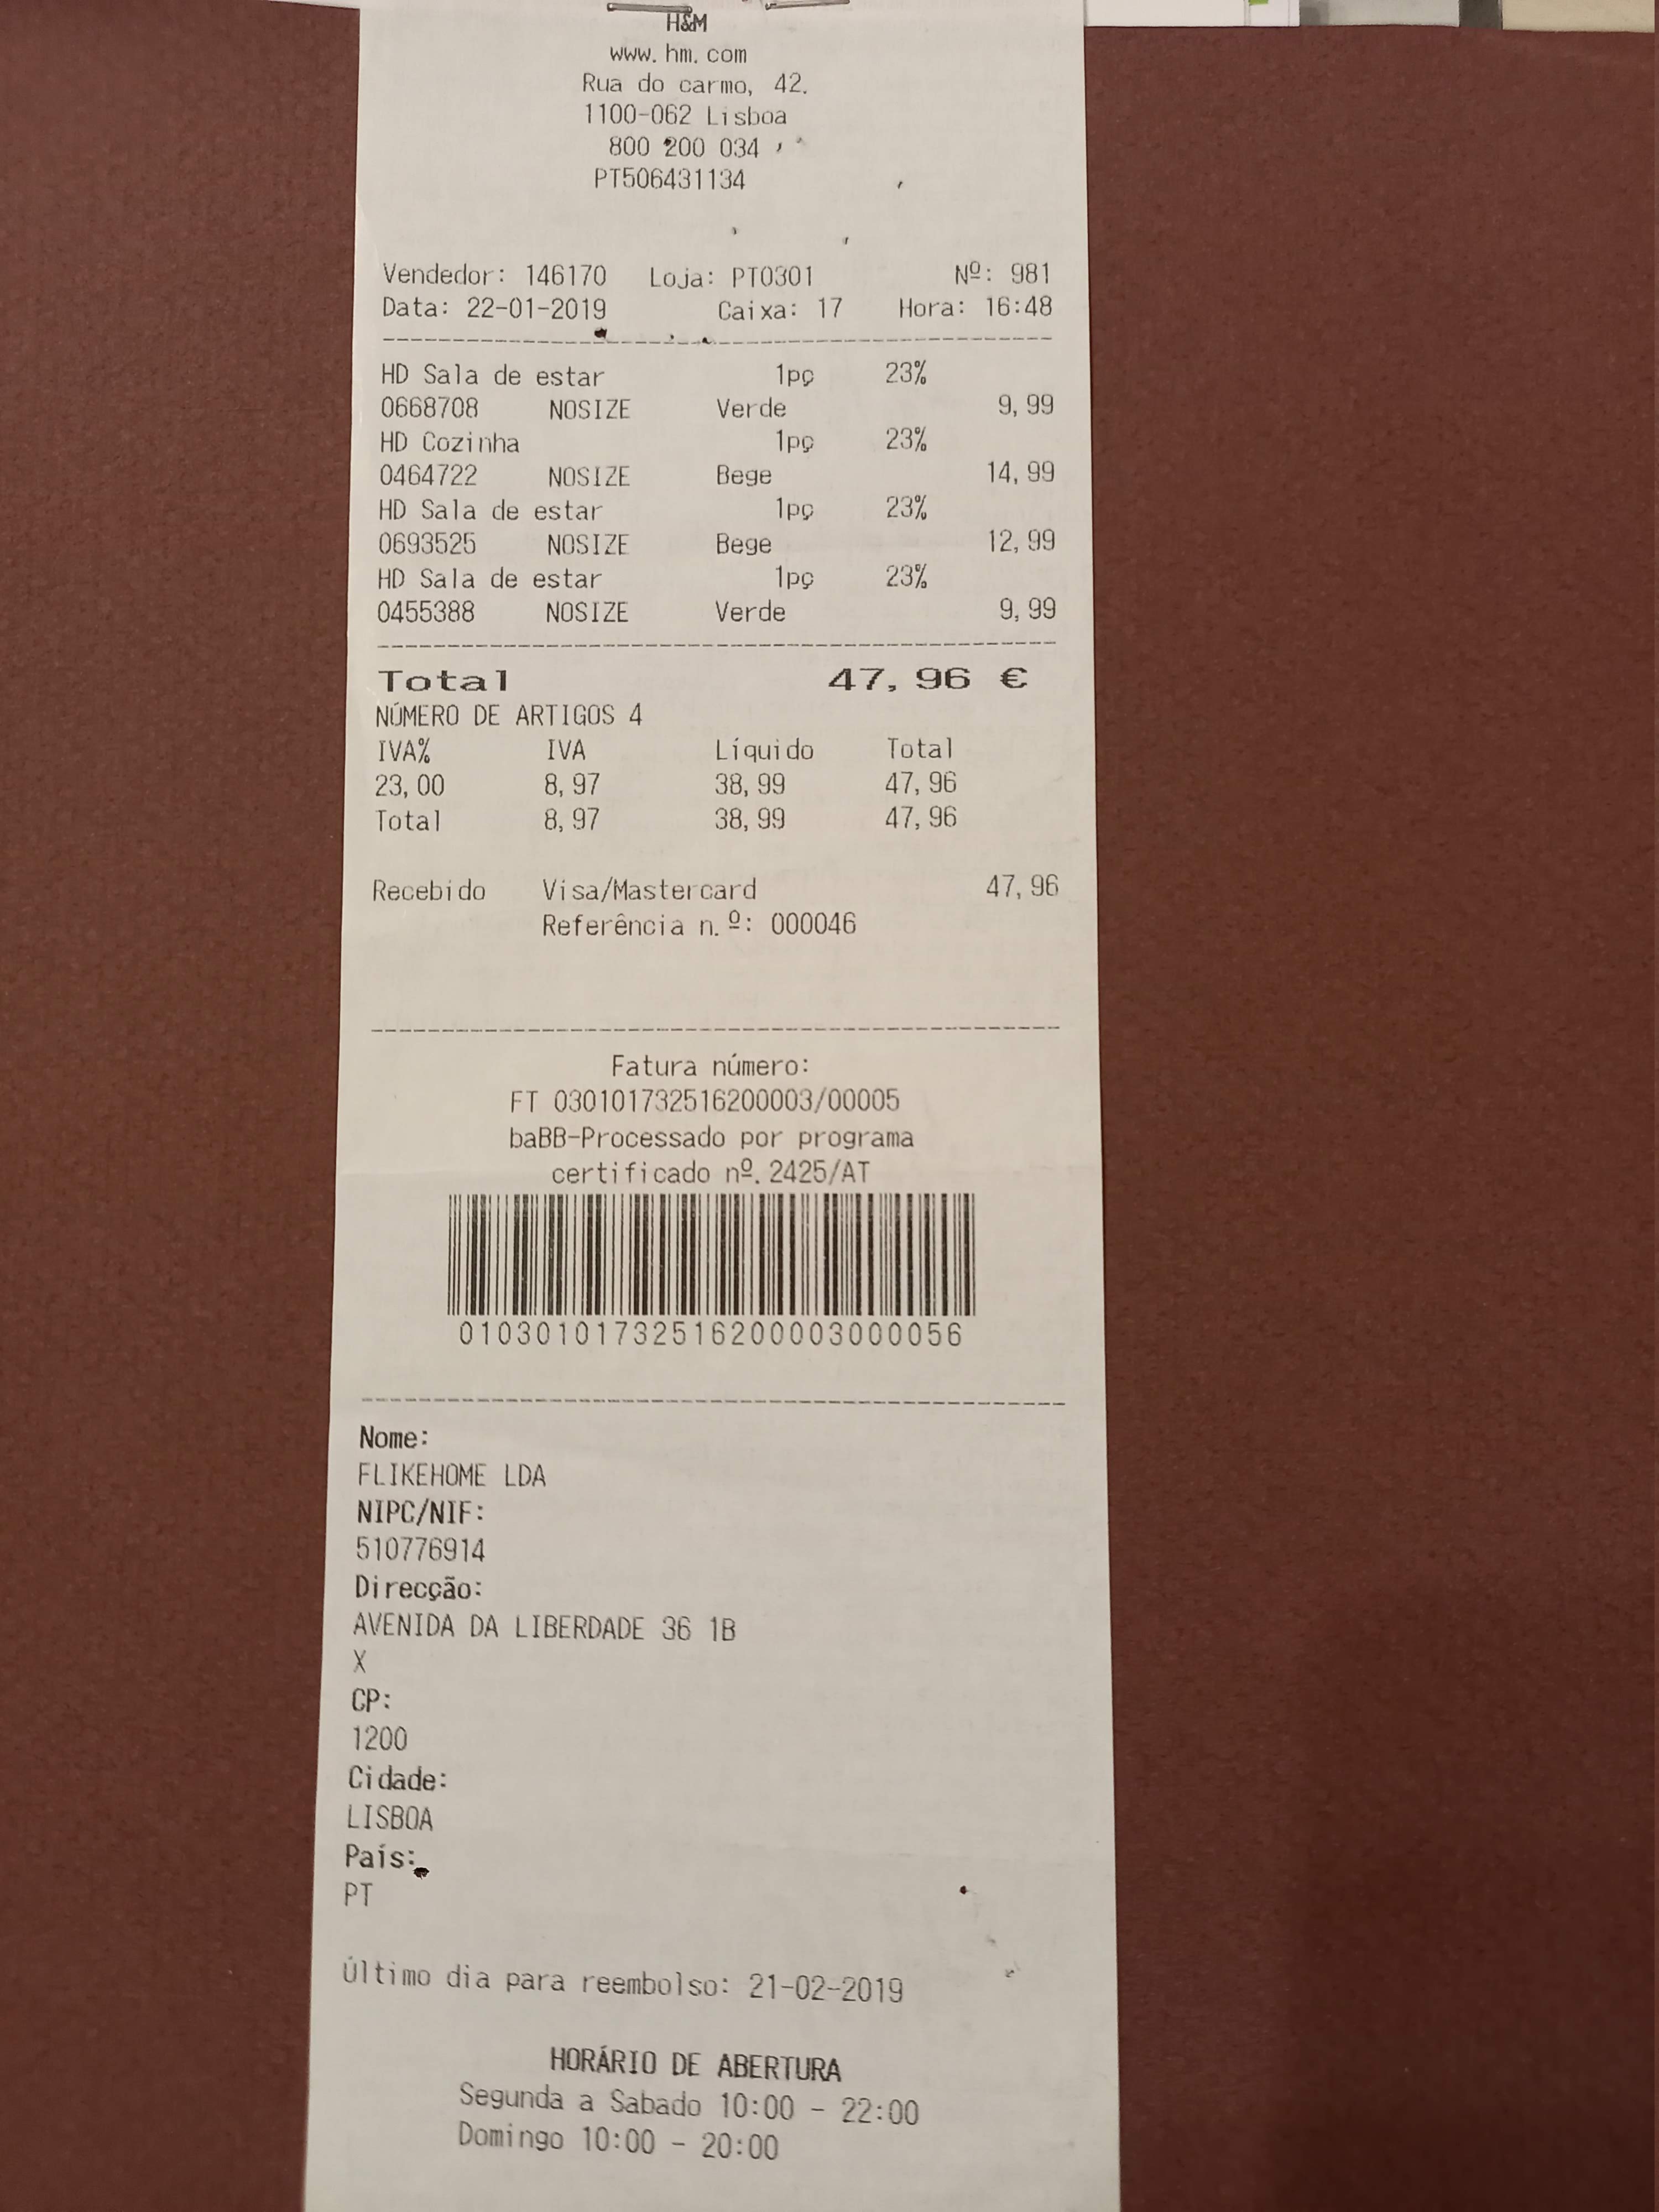 H&M
www.hm.com
Rua do carmo, 42.
1100-062 Lisboa
800 200 034
PT506431134
Vendedor: 146170 Loja: PT0301 Nº: 981
Data: 22-01-2019 Caixa: 17 Hora: 16:48
HD Sala de estar 1pç 23%
0668708 NOSIZE Verde 9,99
HD Cozinha 1pç 23%
0464722 NOSIZE Bege 14,99
HD Sala de estar 1pç 23%
0693525 NOSIZE Bege 12,99
HD Sala de estar 1pç 23%
0455388 NOSIZE Verde 9,99
Total 47,96 €
NÚMERO DE ARTIGOS 4
IVA% IVA Líquido Total
23,00 8,97 38,99 47,96
Total 8,97 38,99 47,96
Recebido Visa/Mastercard 47,96
Referência n.º: 000046
Fatura número:
FT 030101732516200003/00005
baBB-Processado por programa
certificado nº. 2425/AT
01030101732516200003000056
Nome:
FLIKEHOME LDA
NIPC/NIF:
510776914
Direcção:
AVENIDA DA LIBERDADE 36 1B
X
CP:
1200
Cidade:
LISBOA
País:
PT
Último dia para reembolso: 21-02-2019
HORÁRIO DE ABERTURA
Segunda a Sabado 10:00 - 22:00
Domingo 10:00 - 20:00